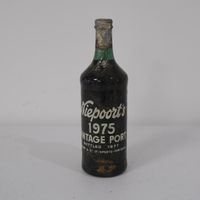 Niepoort's
1975
VINTAGE PORT
BOTTLED 1977